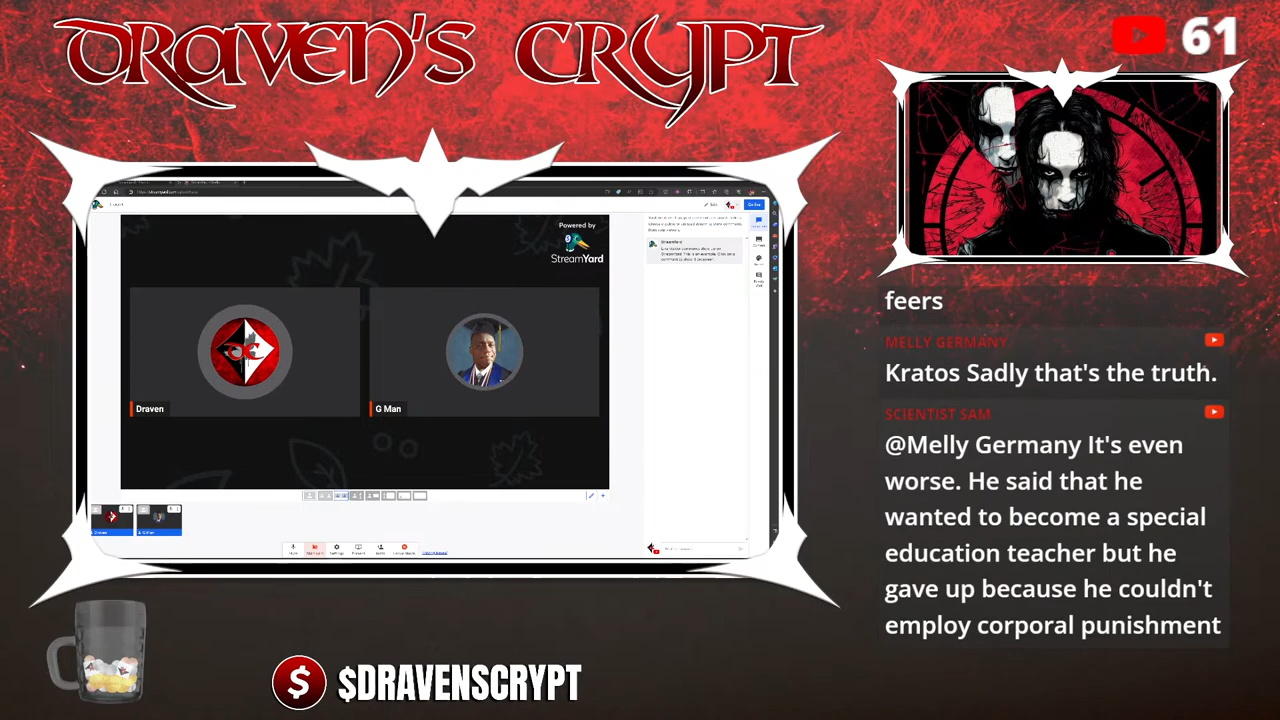 DRAVEN'S CRYPT
61
Powered by
StreamYard
Draven
G Man
feers
MELLY GERMANY
Kratos Sadly that's the truth.
SCIENTIST SAM
@Melly Germany It's even
worse. He said that he
wanted to become a special
education teacher but he
gave up because he couldn't
employ corporal punishment
$
$DRAVENSCRYPT